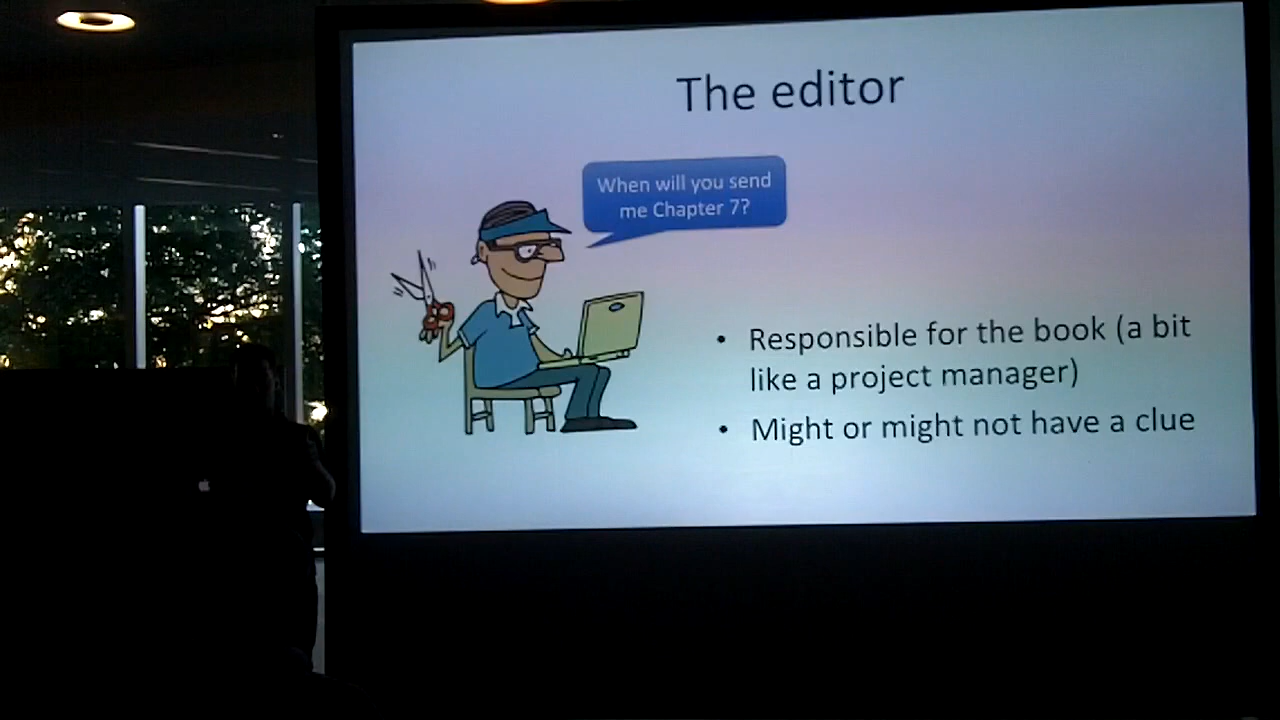 The editor
When will you send
me Chapter 7?
• Responsible for the book (a bit
like a project manager)
• Might or might not have a clue